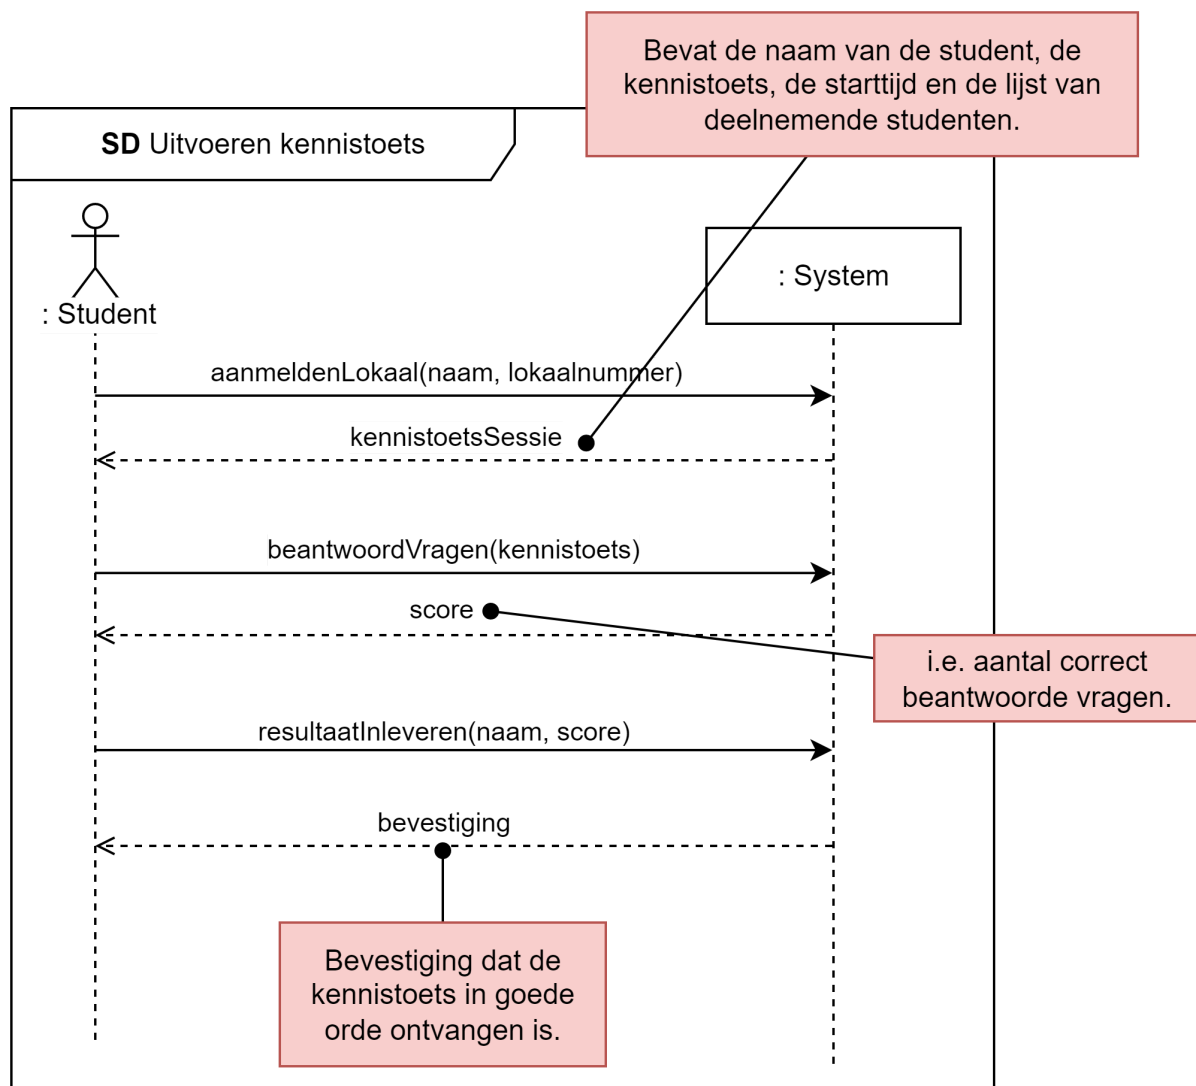 Bevat de naam van de student, de
kennistoets, de starttijd en de lijst van
deelnemende studenten.
SD Uitvoeren kennistoets
: Student
: System
aanmeldenLokaal(naam, lokaalnummer)
kennistoetsSessie
beantwoordVragen(kennistoets)
score
i.e. aantal correct
beantwoorde vragen.
resultaatInleveren(naam, score)
bevestiging
Bevestiging dat de
kennistoets in goede
orde ontvangen is.